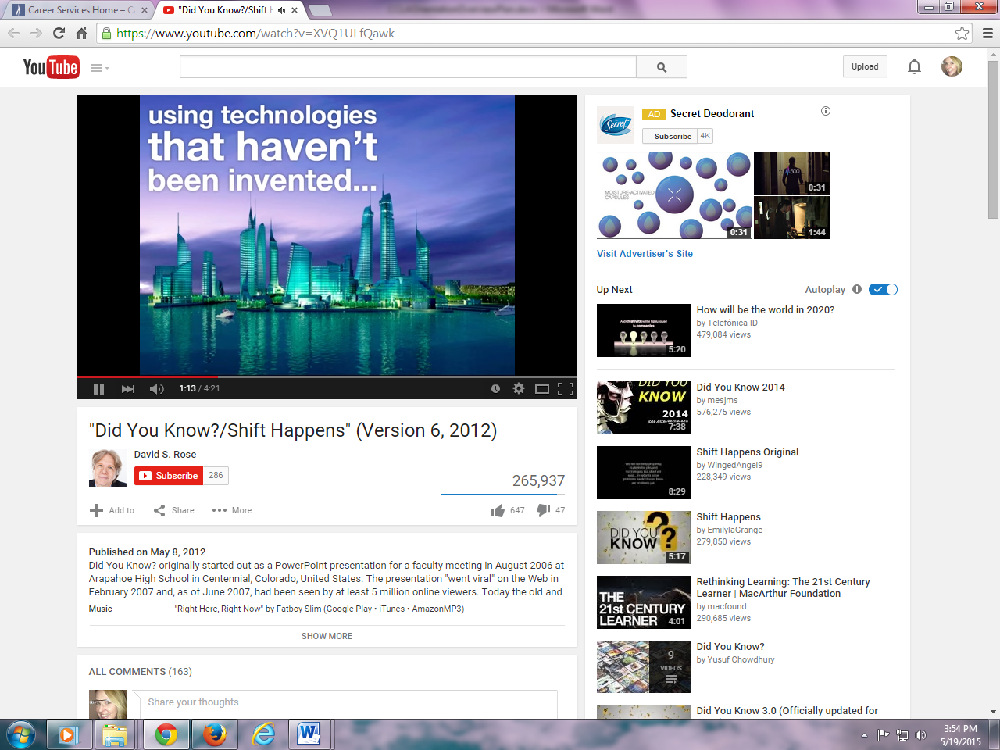 Career Services Home – C
"Did You Know?/Shift H
https://www.youtube.com/watch?v=XVQ1ULfQawk
YouTube
Upload
using technologies
that haven't
been invented...
1:13 / 4:21
"Did You Know?/Shift Happens" (Version 6, 2012)
David S. Rose
Subscribe 286
265,937
Add to Share More 647 47
Published on May 8, 2012
Did You Know? originally started out as a PowerPoint presentation for a faculty meeting in August 2006 at
Arapahoe High School in Centennial, Colorado, United States. The presentation "went viral" on the Web in
February 2007 and, as of June 2007, had been seen by at least 5 million online viewers. Today the old and
Music "Right Here, Right Now" by Fatboy Slim (Google Play • iTunes • AmazonMP3)
SHOW MORE
ALL COMMENTS (163)
Share your thoughts
Secret
AD Secret Deodorant
Subscribe 4K
MOISTURE-ACTIVATED
CAPSULES
0:31
500
0:31
1:44
Visit Advertiser's Site
Up Next Autoplay
And creativity will be highly valued
by companies
5:20
How will be the world in 2020?
by Telefónica ID
479,084 views
DID YOU
KNOW
2014
7:38
Did You Know 2014
by mesjms
576,275 views
8:29
Shift Happens Original
by WingedAngel9
228,349 views
DID YOU
KNOW ?
5:17
Shift Happens
by EmilylaGrange
279,850 views
THE
21st CENTURY
LEARNER 4:01
Rethinking Learning: The 21st Century
Learner | MacArthur Foundation
by macfound
290,685 views
9
VIDEOS
Did You Know?
by Yusuf Chowdhury
Did You Know 3.0 (Officially updated for
3:54 PM
5/19/2015